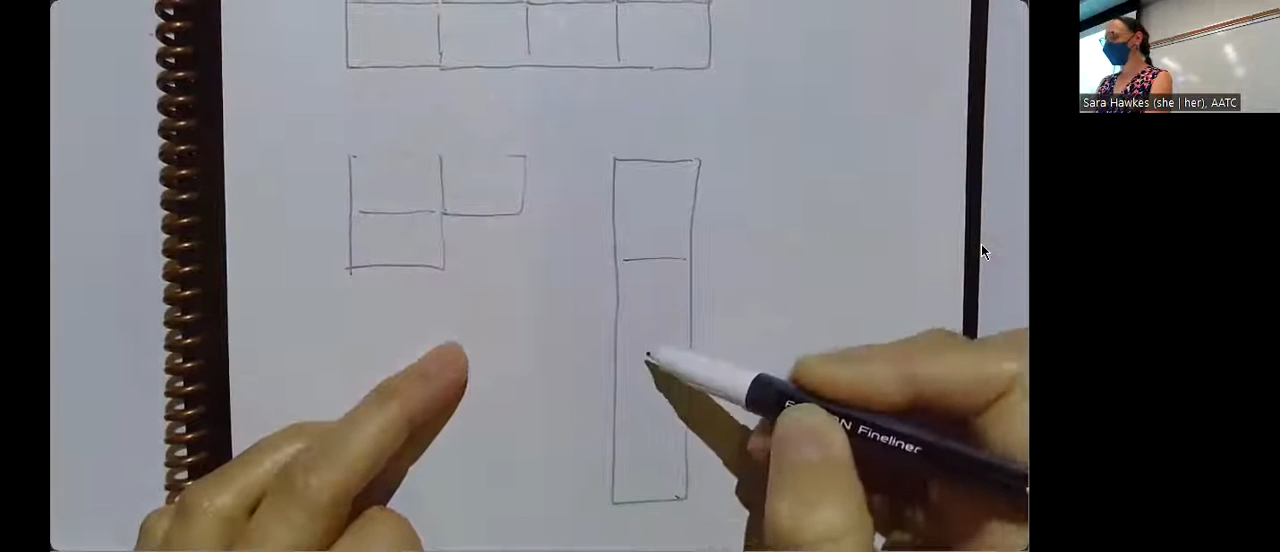 Sara Hawkes (she | her), AATC
N Fineliner